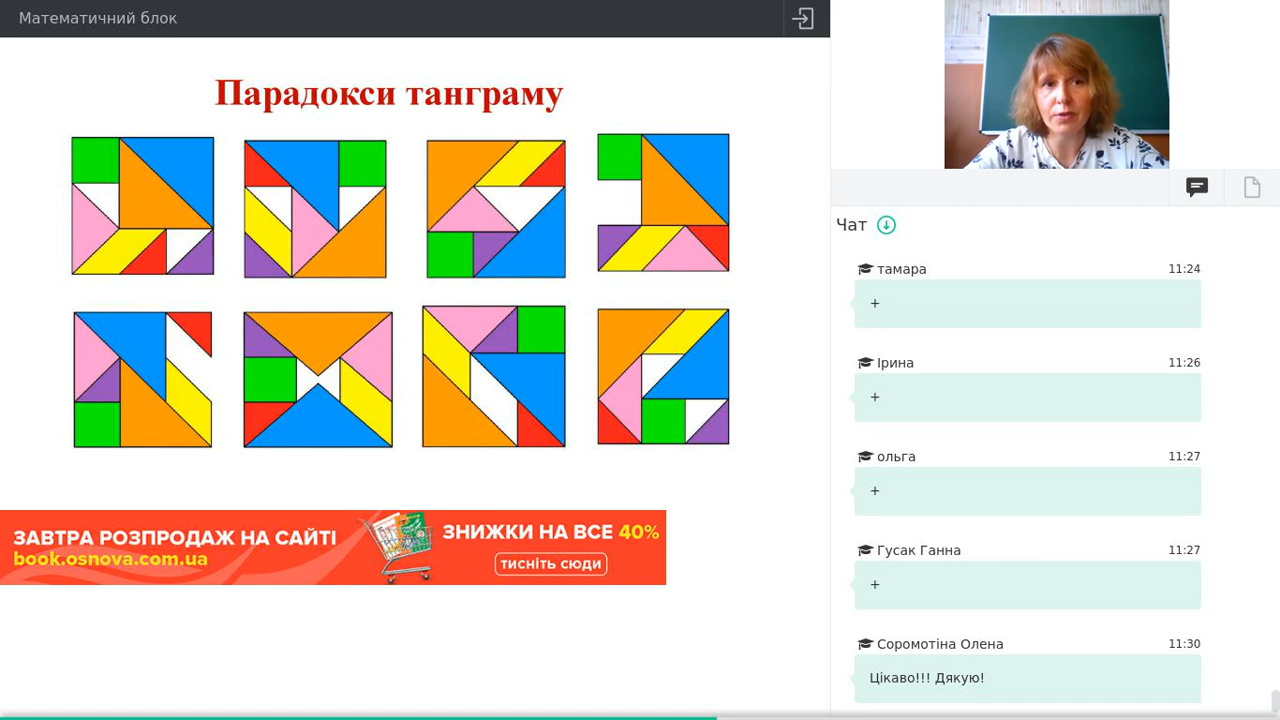 Математичний блок
Парадокси танграму
ЗАВТРА РОЗПРОДАЖ НА САЙТІ
book.osnova.com.ua
ЗНИЖКИ НА ВСЕ 40%
тисніть сюди
Чат
тамара 11:24
+
Ірина 11:26
+
ольга 11:27
+
Гусак Ганна 11:27
+
Соромотіна Олена 11:30
Цікаво!!! Дякую!